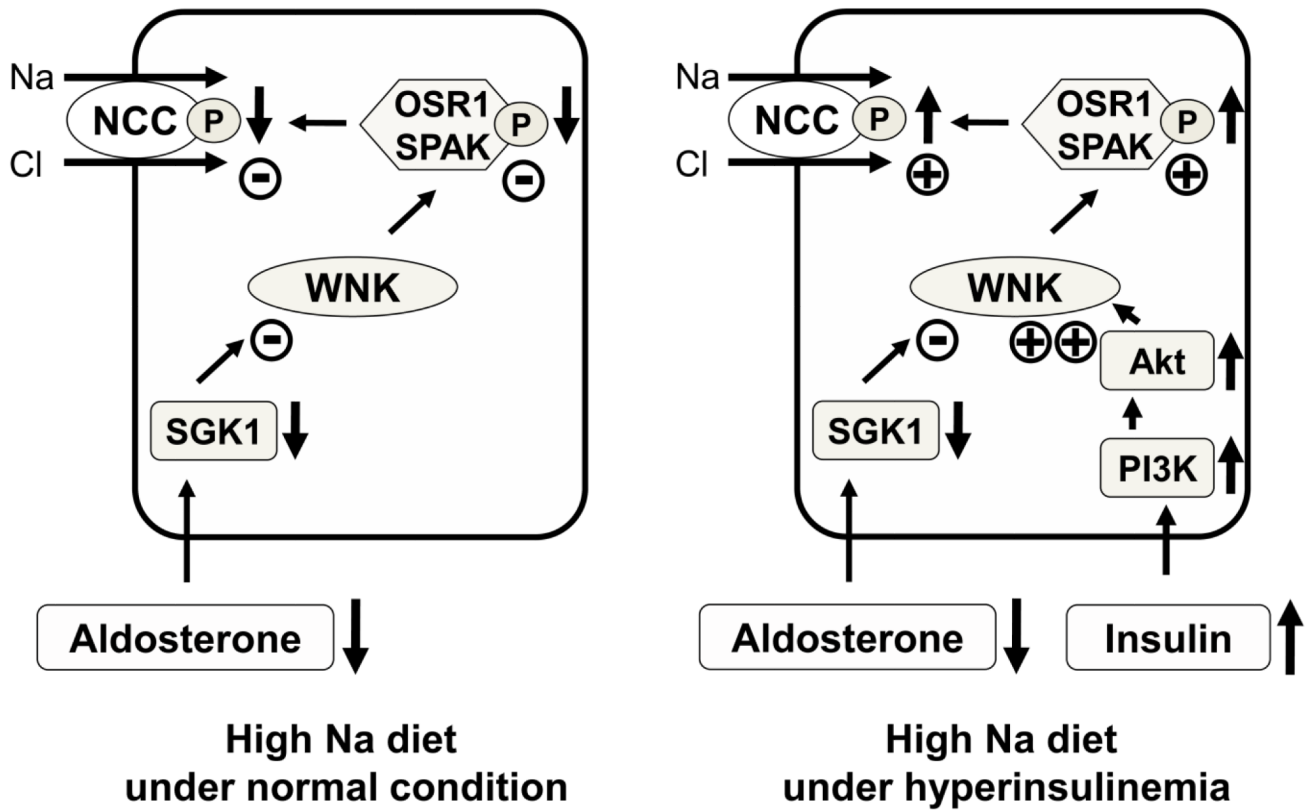 Na
NCC
P
Cl
-
OSR1
SPAK
P
-
WNK
-
SGK1
Aldosterone
High Na diet
under normal condition
Na
NCC
P
Cl
+
OSR1
SPAK
P
+
WNK
-
++
Akt
SGK1
PI3K
Aldosterone
Insulin
High Na diet
under hyperinsulinemia